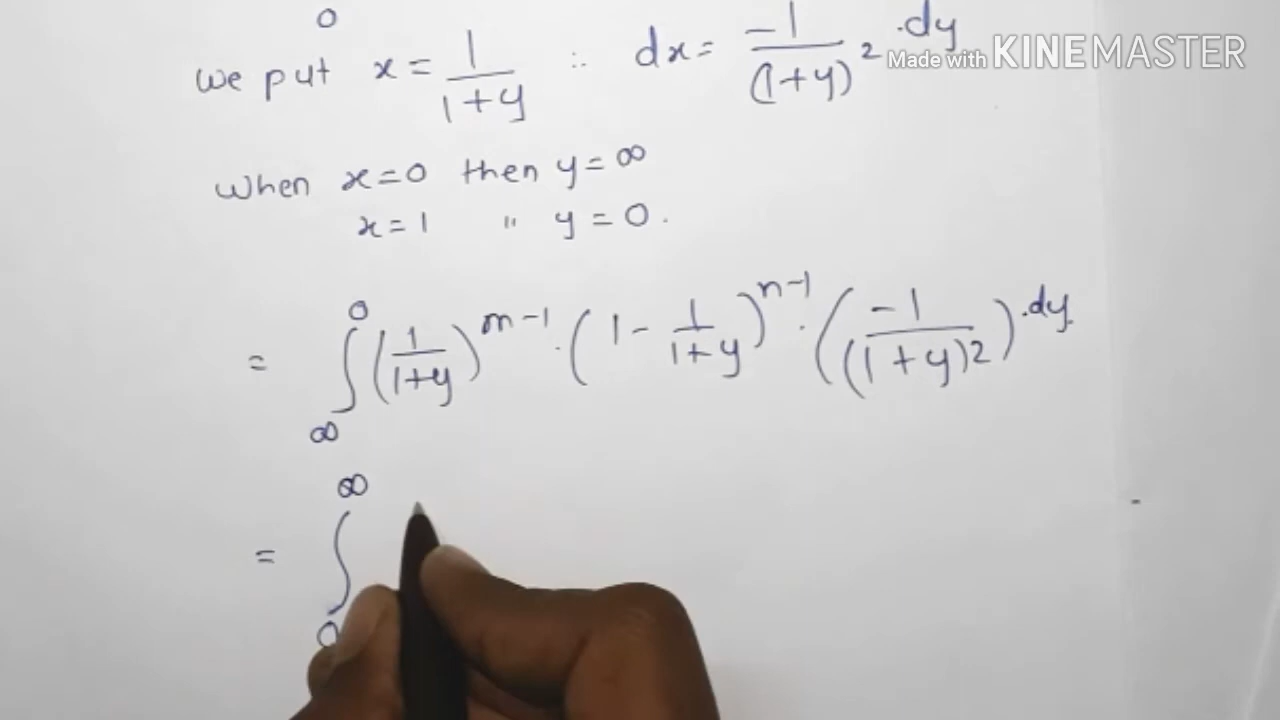 0
We put x = 1/(1+y) ∴ dx = -1/(1+y)² .dy
Made with KINEMASTER
When x=0 then y=∞
x=1 " y=0.
= ∫_∞^0 (1/(1+y))^(m-1) . (1 - 1/(1+y))^(n-1) . (-1/((1+y)2)) .dy.
= ∫_0^∞